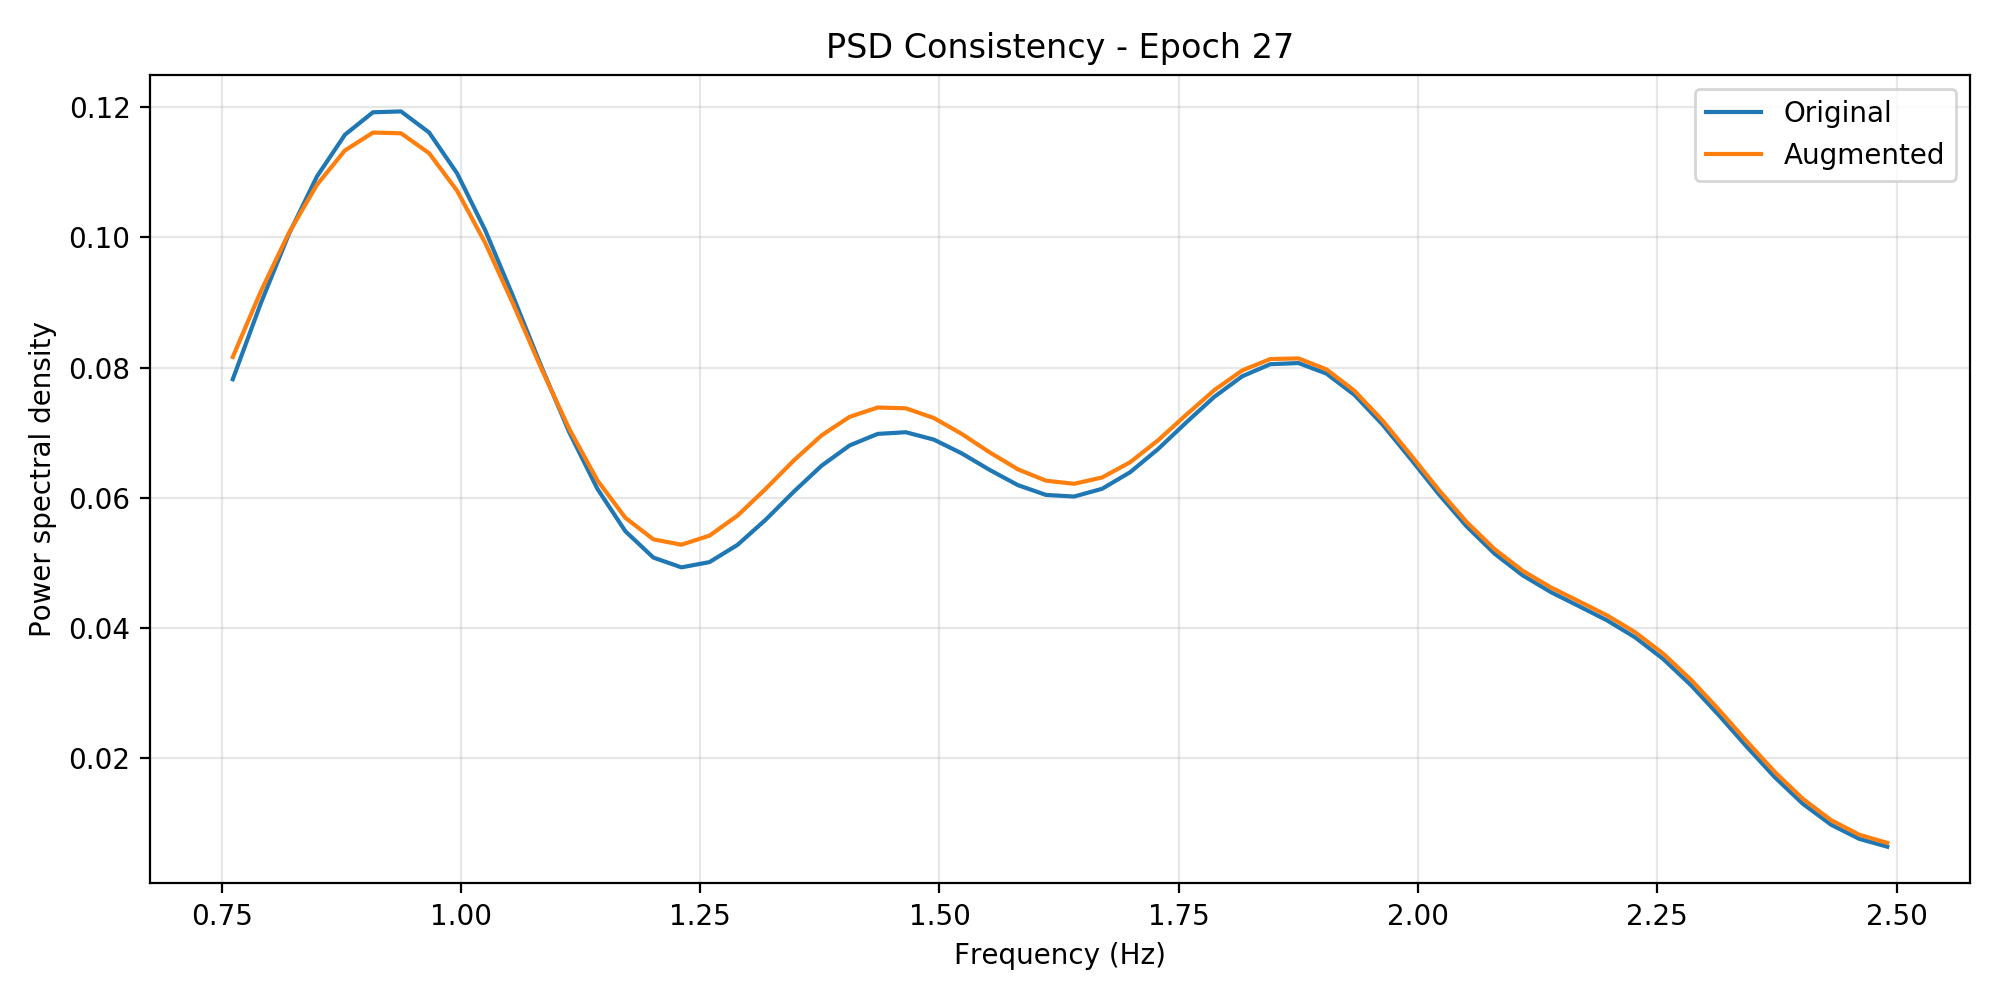 PSD Consistency - Epoch 27
Original
Augmented
Power spectral density
0.12
0.10
0.08
0.06
0.04
0.02
0.75 1.00 1.25 1.50 1.75 2.00 2.25 2.50
Frequency (Hz)